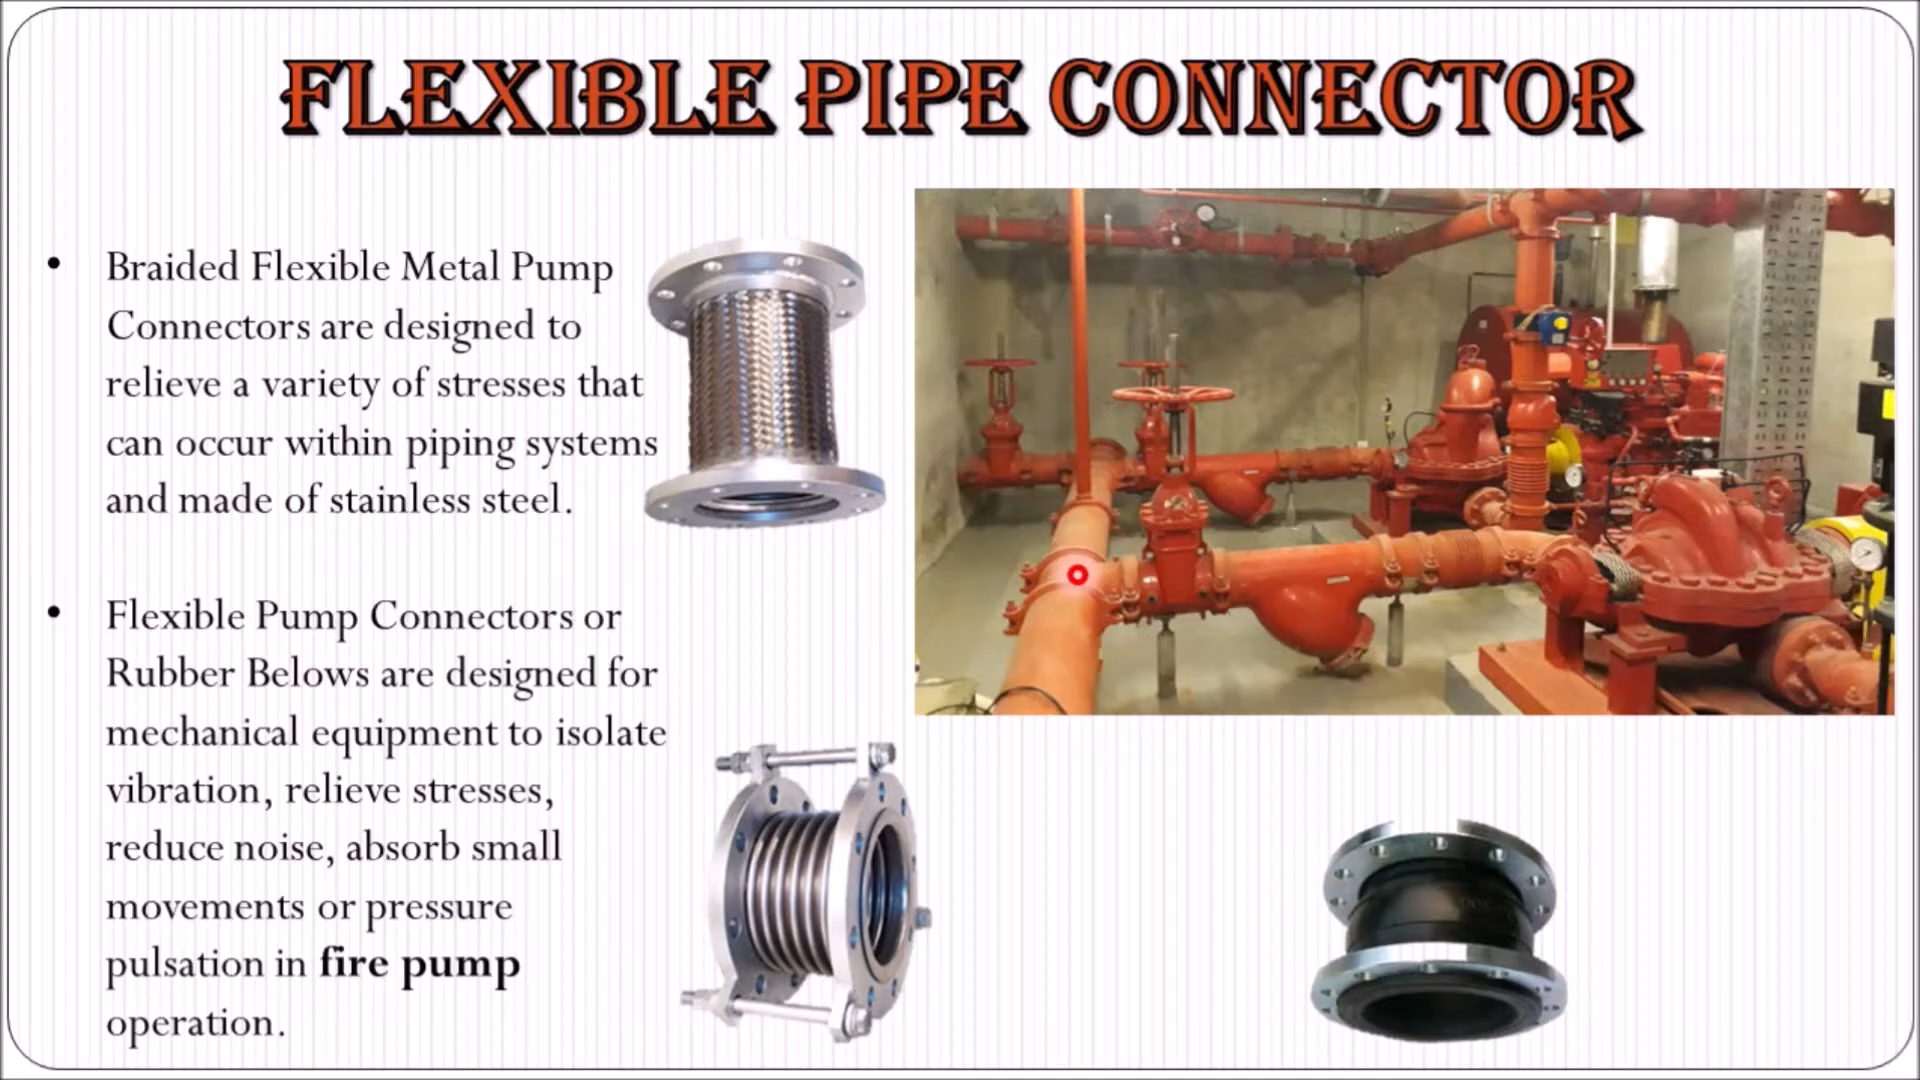 FLEXIBLE PIPE CONNECTOR
• Braided Flexible Metal Pump
Connectors are designed to
relieve a variety of stresses that
can occur within piping systems
and made of stainless steel.
• Flexible Pump Connectors or
Rubber Belows are designed for
mechanical equipment to isolate
vibration, relieve stresses,
reduce noise, absorb small
movements or pressure
pulsation in fire pump
operation.